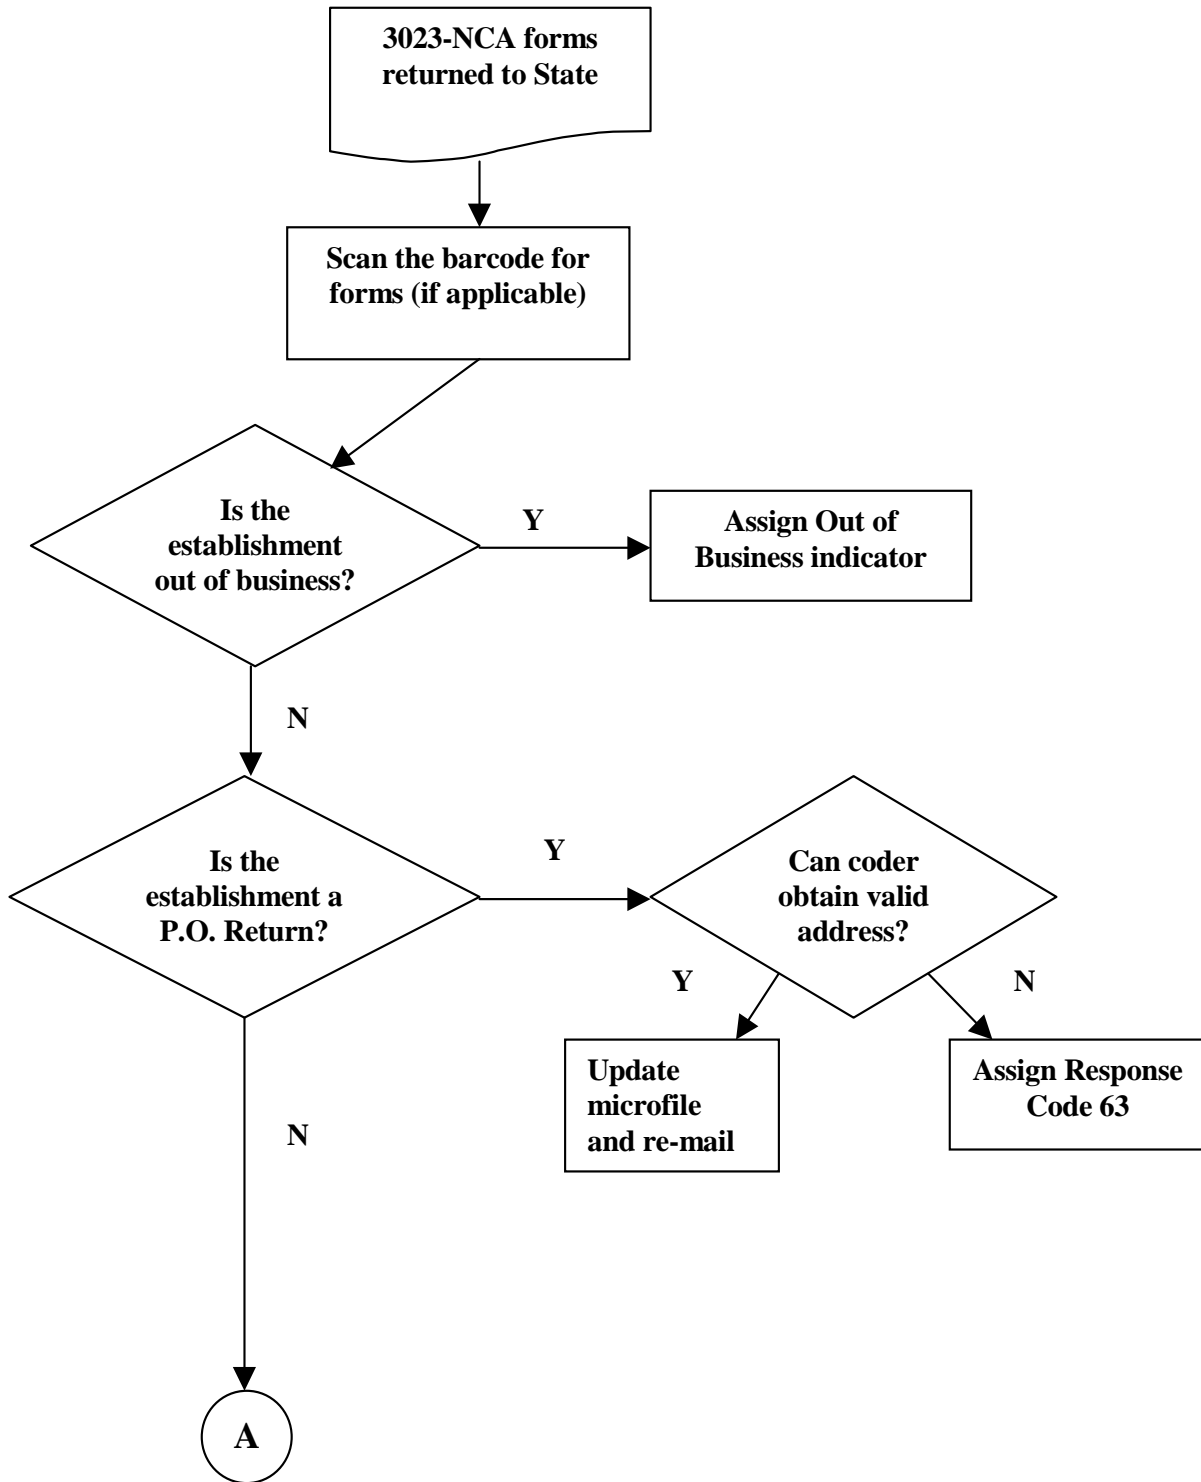 3023-NCA forms
returned to State
Scan the barcode for
forms (if applicable)
Is the
establishment
out of business?
Y
Assign Out of
Business indicator
N
Is the
establishment a
P.O. Return?
Y
Can coder
obtain valid
address?
Y
N
Update
microfile
and re-mail
Assign Response
Code 63
N
A